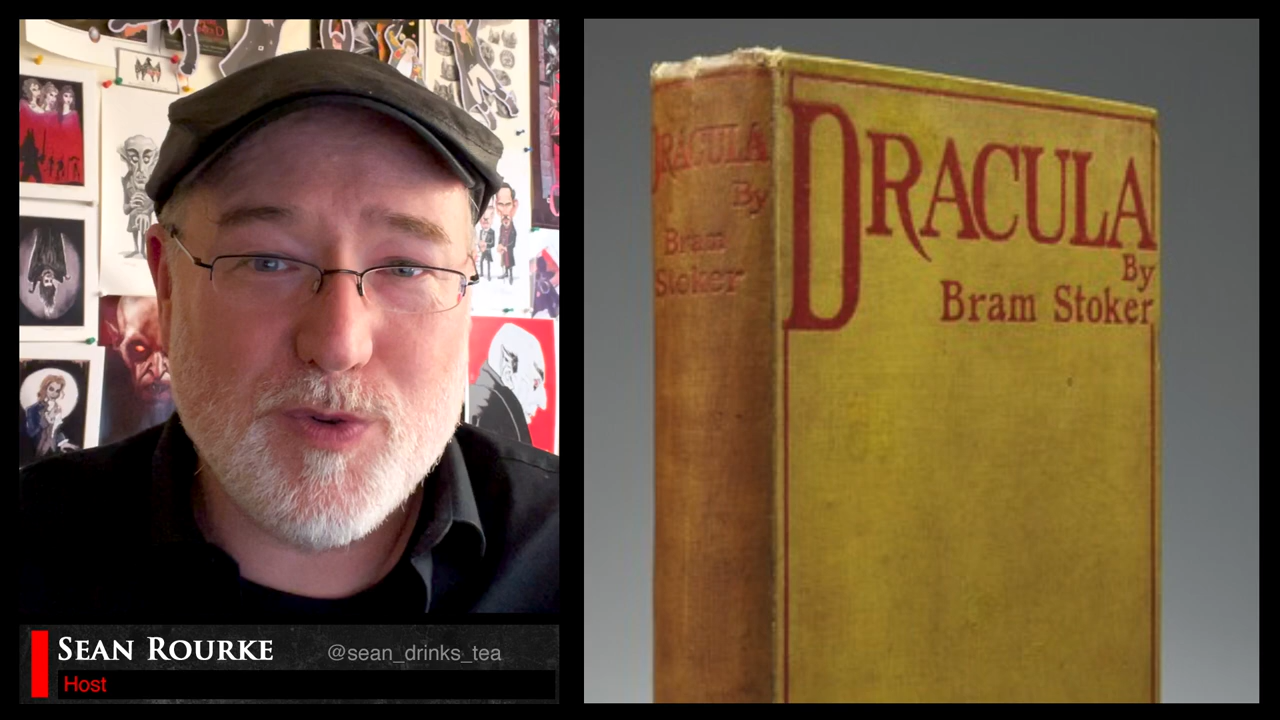 SEAN ROURKE @sean_drinks_tea
Host
DRACULA
By
Bram
Stoker
DRACULA
By
Bram Stoker